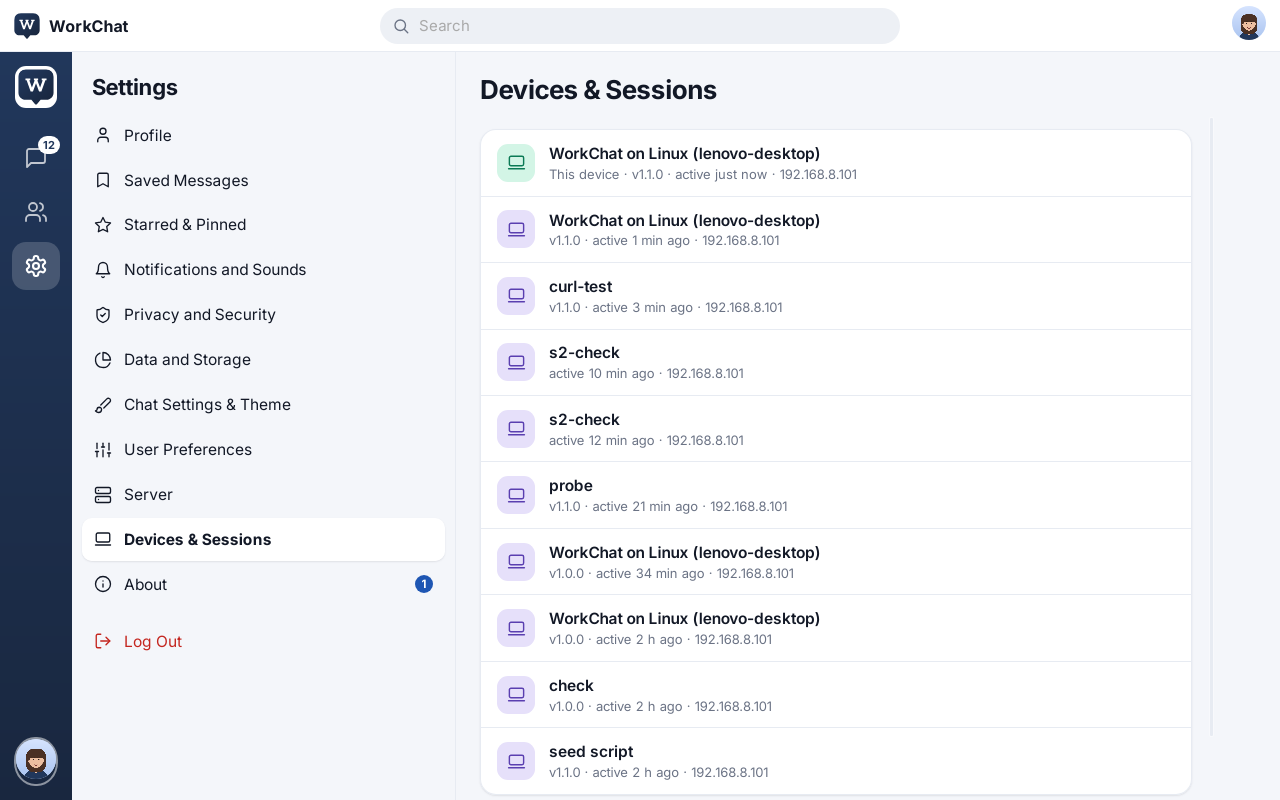 W WorkChat
Search
W
12
Settings
Profile
Saved Messages
Starred & Pinned
Notifications and Sounds
Privacy and Security
Data and Storage
Chat Settings & Theme
User Preferences
Server
Devices & Sessions
About 1
Log Out
Devices & Sessions
WorkChat on Linux (lenovo-desktop)
This device · v1.1.0 · active just now · 192.168.8.101
WorkChat on Linux (lenovo-desktop)
v1.1.0 · active 1 min ago · 192.168.8.101
curl-test
v1.1.0 · active 3 min ago · 192.168.8.101
s2-check
active 10 min ago · 192.168.8.101
s2-check
active 12 min ago · 192.168.8.101
probe
v1.1.0 · active 21 min ago · 192.168.8.101
WorkChat on Linux (lenovo-desktop)
v1.0.0 · active 34 min ago · 192.168.8.101
WorkChat on Linux (lenovo-desktop)
v1.0.0 · active 2 h ago · 192.168.8.101
check
v1.0.0 · active 2 h ago · 192.168.8.101
seed script
v1.1.0 · active 2 h ago · 192.168.8.101